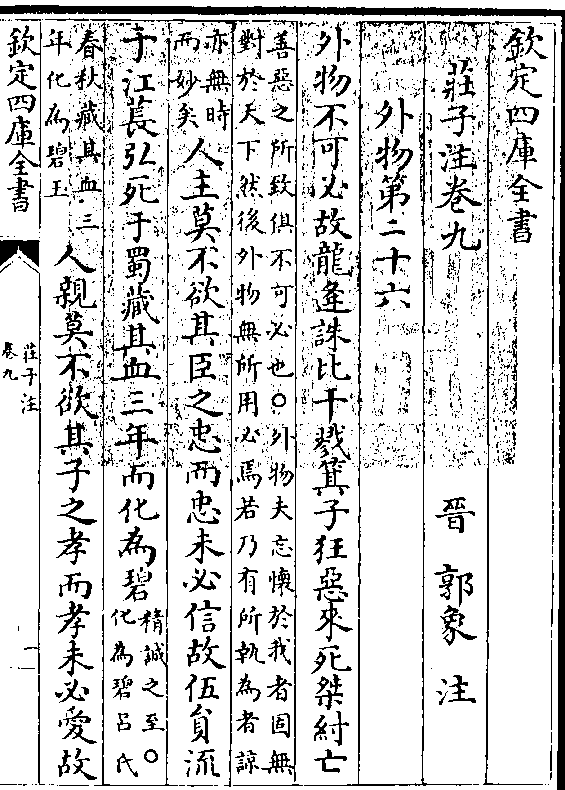 欽定四庫全書
莊子注卷九
晉 郭象 注
外物第二十六
外物不可必故龍逢誅比干戮箕子狂惡來死桀紂亡
善惡之所致俱不可必也○外物夫忘懷於我者固無
對於天下然後外物無所用必焉若乃有所執為者諒
亦無時
而妙矣
人主莫不欲其臣之忠而忠未必信故伍員流
于江萇弘死于蜀藏其血三年而化為碧
精誠之至○
化為碧呂氏
春秋藏其血三
年化為碧玉
人親莫不欲其子之孝而孝未必愛故
欽定四庫全書
莊子注
卷九
一